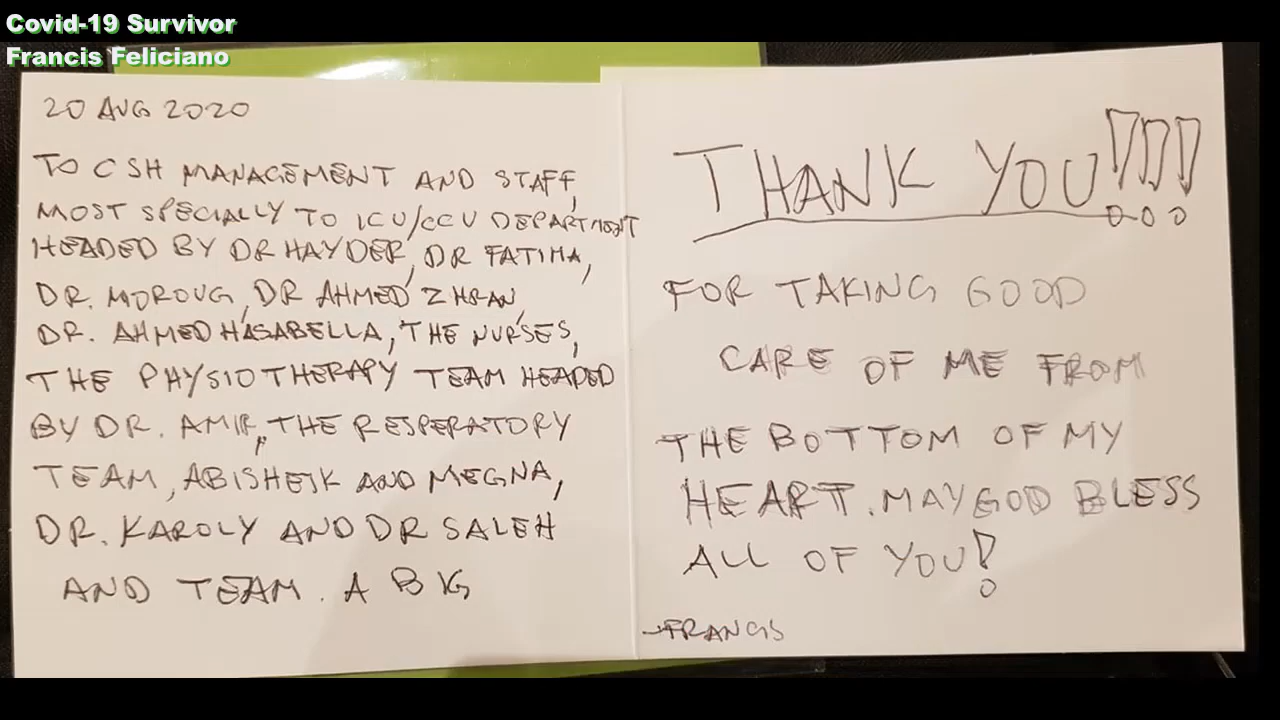 Covid-19 Survivor
Francis Feliciano
20 AUG 2020
TO CSH MANAGEMENT AND STAFF,
MOST SPECIALLY TO ICU/CCU DEPARTMENT
HEADED BY DR HAYDER, DR FATIMA,
DR. MOROUG, DR AHMED ZHRAN,
DR. AHMED HASABELLA, THE NURSES,
THE PHYSIOTHERAPY TEAM HEADED
BY DR. AMIR, THE RESPERATORY
TEAM, ABISHEIK AND MEGNA,
DR. KAROLY AND DR SALEH
AND TEAM. A BIG
THANK YOU!!!
FOR TAKING GOOD
CARE OF ME FROM
THE BOTTOM OF MY
HEART. MAY GOD BLESS
ALL OF YOU!
-FRANCIS